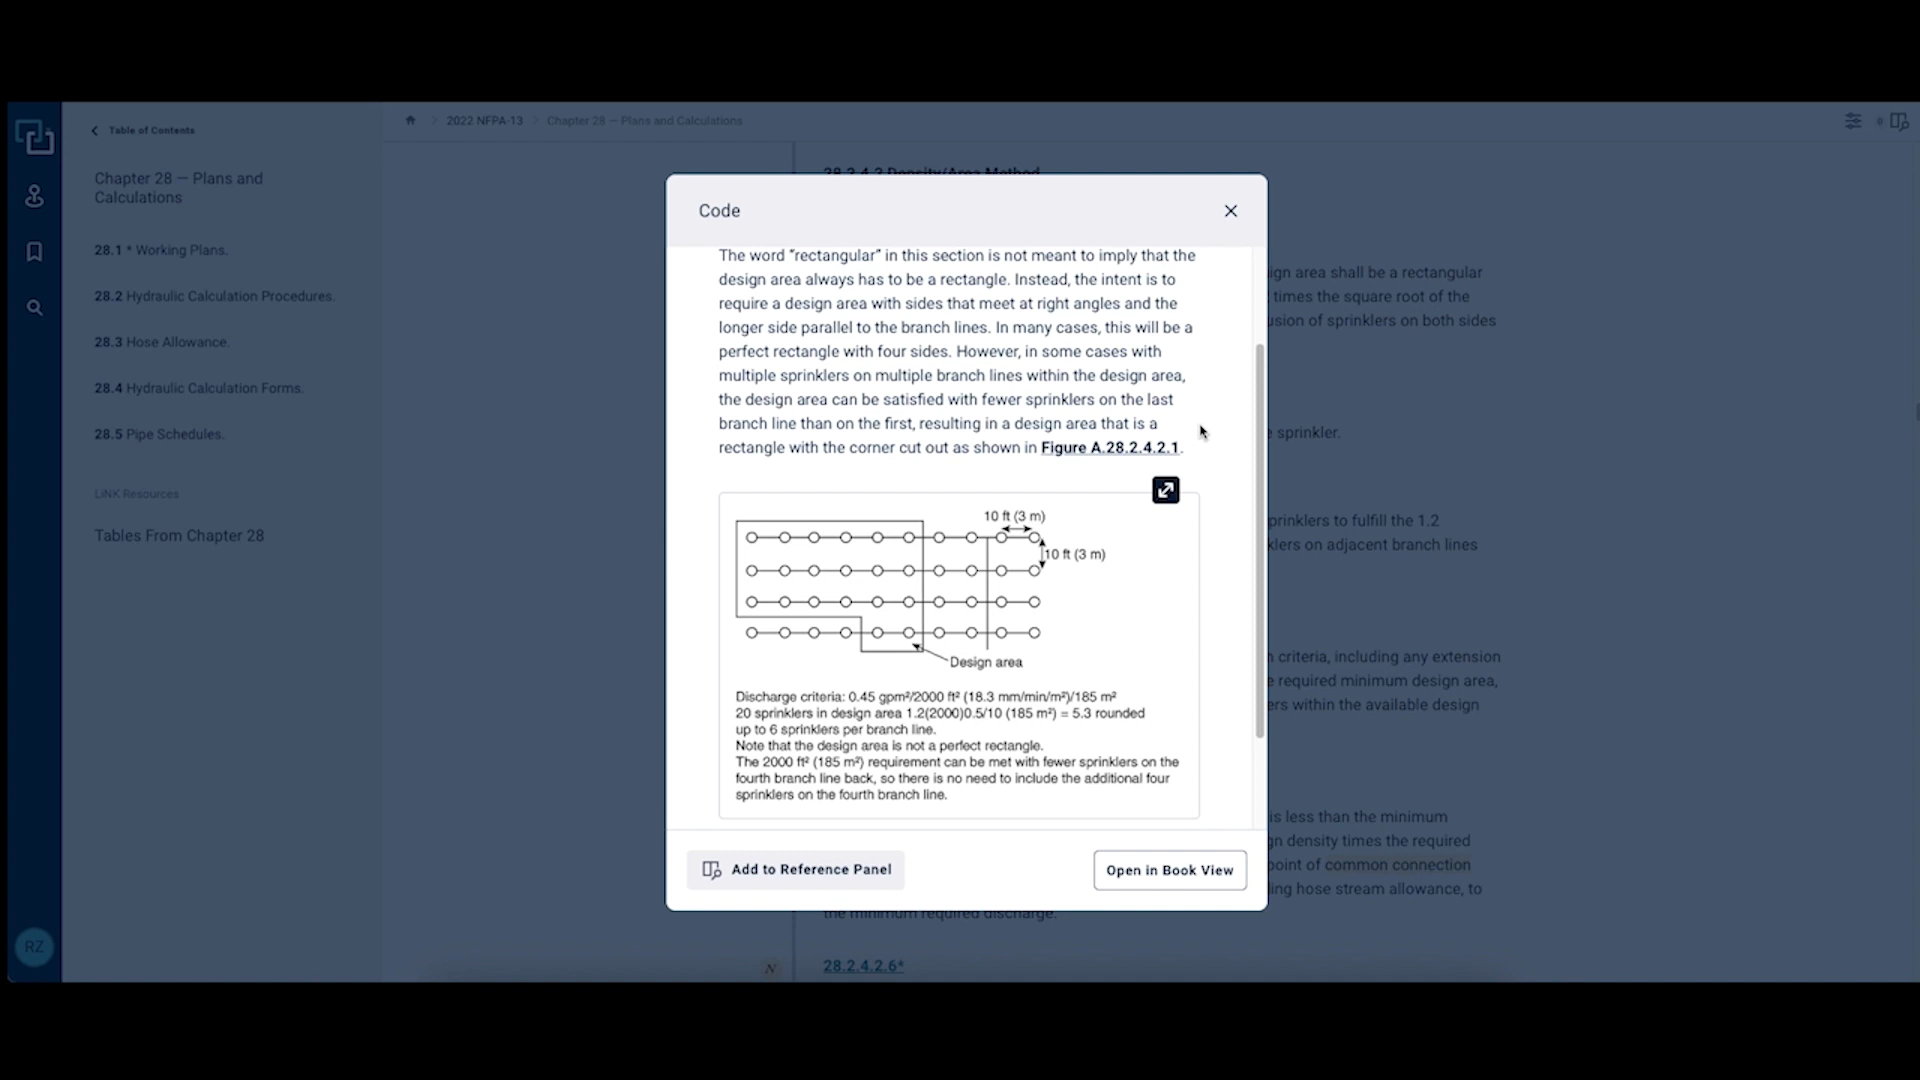 Table of Contents
2022 NFPA-13 > Chapter 28 — Plans and Calculations
0
Chapter 28 — Plans and
Calculations
28.1 * Working Plans.
28.2 Hydraulic Calculation Procedures.
28.3 Hose Allowance.
28.4 Hydraulic Calculation Forms.
28.5 Pipe Schedules.
LiNK Resources
Tables From Chapter 28
RZ
28.2.4.2 Density/Area Method
Code
The word “rectangular” in this section is not meant to imply that the
design area always has to be a rectangle. Instead, the intent is to
require a design area with sides that meet at right angles and the
longer side parallel to the branch lines. In many cases, this will be a
perfect rectangle with four sides. However, in some cases with
multiple sprinklers on multiple branch lines within the design area,
the design area can be satisfied with fewer sprinklers on the last
branch line than on the first, resulting in a design area that is a
rectangle with the corner cut out as shown in Figure A.28.2.4.2.1.
10 ft (3 m)
10 ft (3 m)
Design area
Discharge criteria: 0.45 gpm²/2000 ft² (18.3 mm/min/m²)/185 m²
20 sprinklers in design area 1.2(2000)0.5/10 (185 m²) = 5.3 rounded
up to 6 sprinklers per branch line.
Note that the design area is not a perfect rectangle.
The 2000 ft² (185 m²) requirement can be met with fewer sprinklers on the
fourth branch line back, so there is no need to include the additional four
sprinklers on the fourth branch line.
Add to Reference Panel
Open in Book View
area shall be a rectangular
times the square root of the
of sprinklers on both sides
sprinkler.
to fulfill the 1.2
on adjacent branch lines
criteria, including any extension
required minimum design area,
within the available design
is less than the minimum
density times the required
of common connection
hose stream allowance, to
the minimum required discharge.
N
28.2.4.2.6*